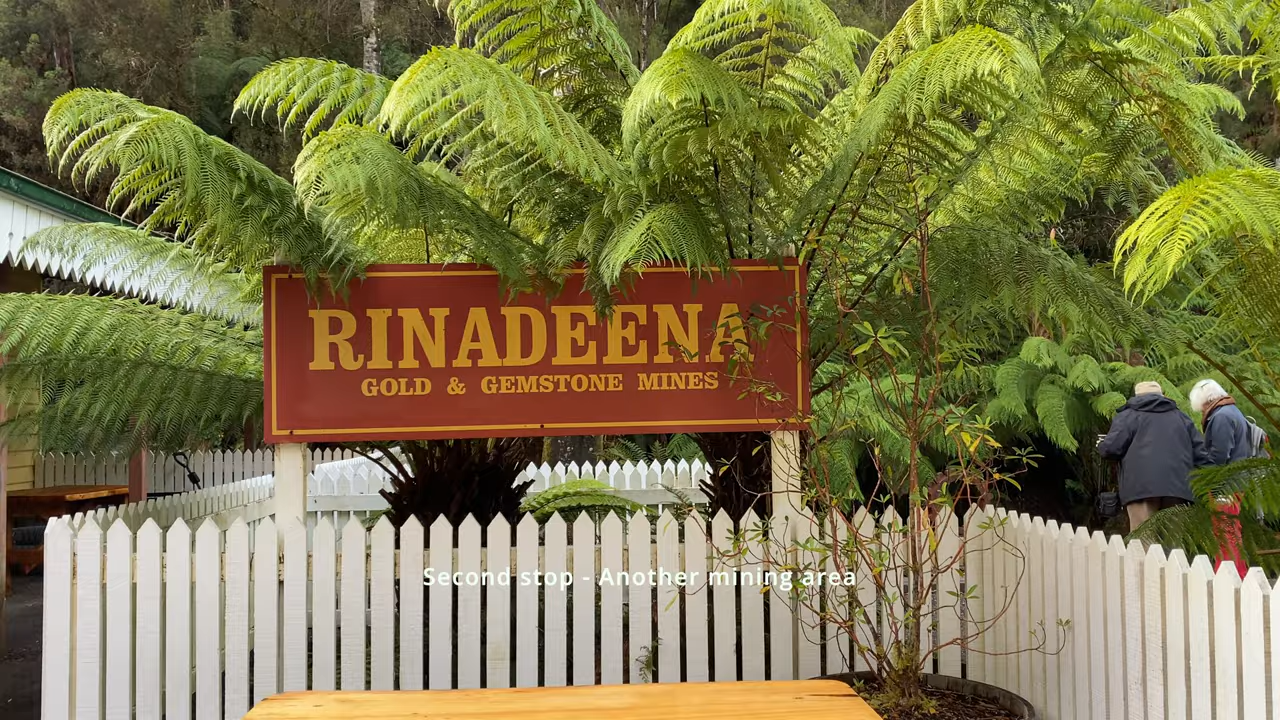 RINADEENA
GOLD & GEMSTONE MINES
Second stop - Another mining area